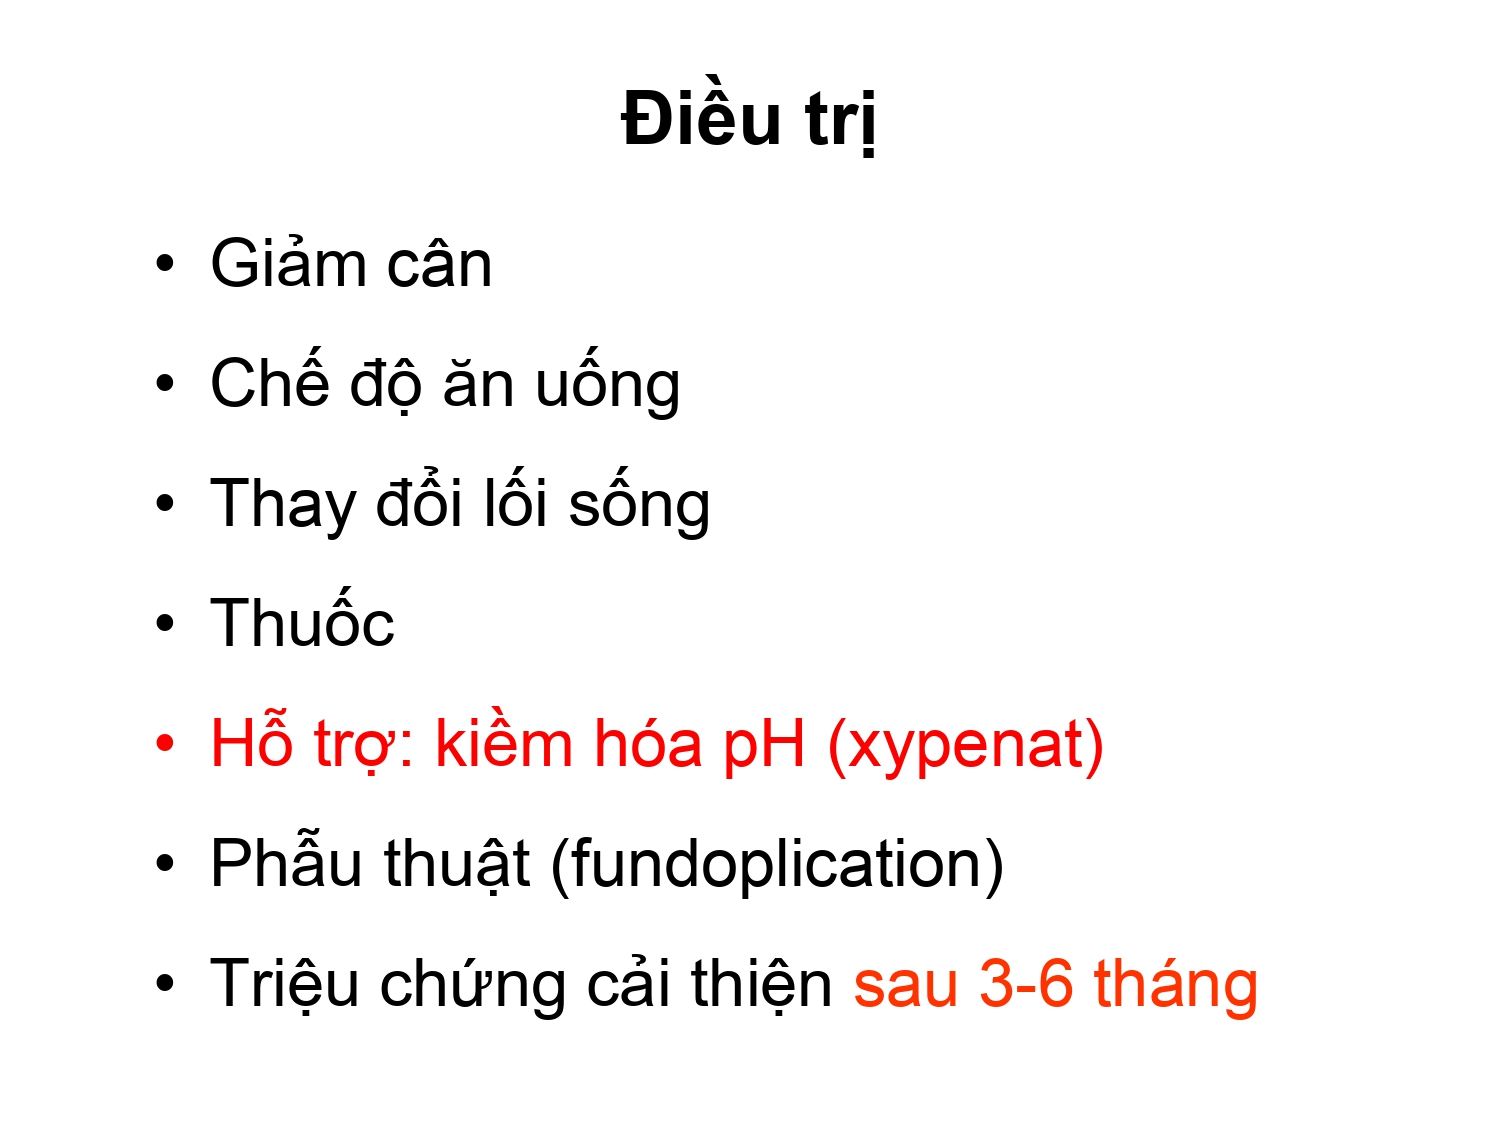 Điều trị
• Giảm cân
• Chế độ ăn uống
• Thay đổi lối sống
• Thuốc
• Hỗ trợ: kiềm hóa pH (xypenat)
• Phẫu thuật (fundoplication)
• Triệu chứng cải thiện sau 3-6 tháng